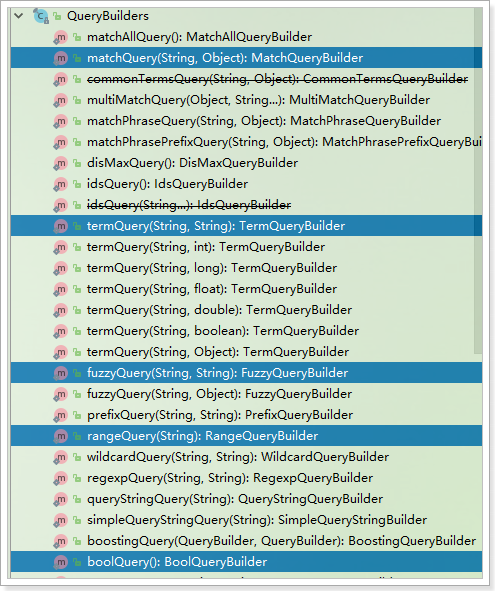 QueryBuilders
matchAllQuery(): MatchAllQueryBuilder
matchQuery(String, Object): MatchQueryBuilder
commonTermsQuery(String, Object): CommonTermsQueryBuilder
multiMatchQuery(Object, String...): MultiMatchQueryBuilder
matchPhraseQuery(String, Object): MatchPhraseQueryBuilder
matchPhrasePrefixQuery(String, Object): MatchPhrasePrefixQueryBui
disMaxQuery(): DisMaxQueryBuilder
idsQuery(): IdsQueryBuilder
idsQuery(String...): IdsQueryBuilder
termQuery(String, String): TermQueryBuilder
termQuery(String, int): TermQueryBuilder
termQuery(String, long): TermQueryBuilder
termQuery(String, float): TermQueryBuilder
termQuery(String, double): TermQueryBuilder
termQuery(String, boolean): TermQueryBuilder
termQuery(String, Object): TermQueryBuilder
fuzzyQuery(String, String): FuzzyQueryBuilder
fuzzyQuery(String, Object): FuzzyQueryBuilder
prefixQuery(String, String): PrefixQueryBuilder
rangeQuery(String): RangeQueryBuilder
wildcardQuery(String, String): WildcardQueryBuilder
regexpQuery(String, String): RegexpQueryBuilder
queryStringQuery(String): QueryStringQueryBuilder
simpleQueryStringQuery(String): SimpleQueryStringBuilder
boostingQuery(QueryBuilder, QueryBuilder): BoostingQueryBuilder
boolQuery(): BoolQueryBuilder